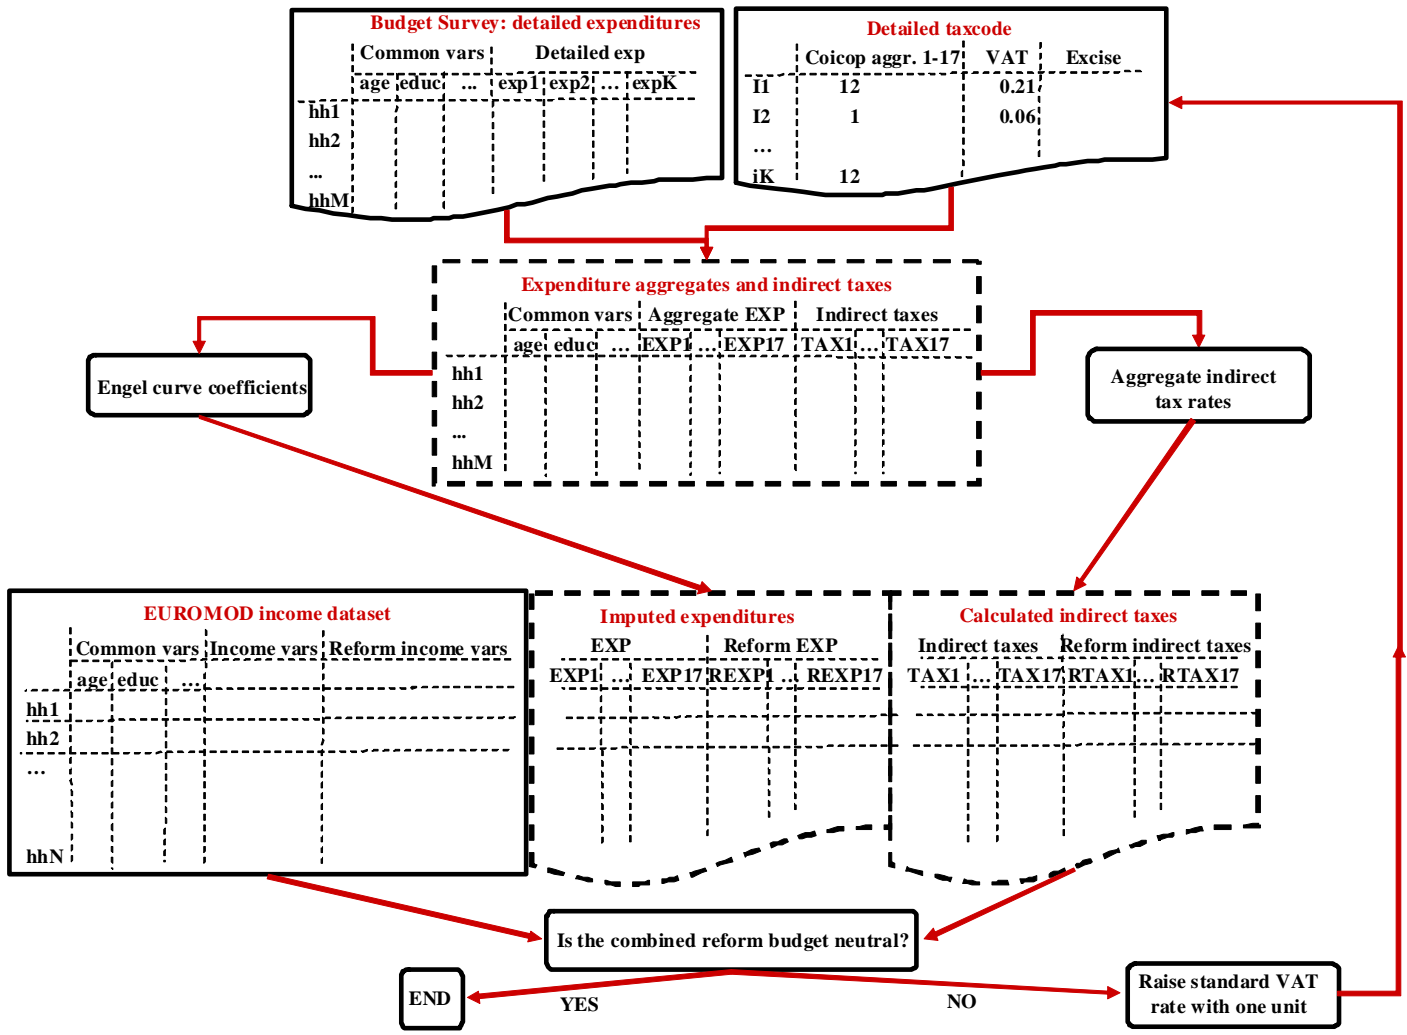 Budget Survey: detailed expenditures
Common vars Detailed exp
age educ ... exp1 exp2 ... expK
hh1
hh2
...
hhM
Detailed taxcode
Coicop aggr. 1-17 VAT Excise
I1 12 0.21
I2 1 0.06
...
iK 12
Expenditure aggregates and indirect taxes
Common vars Aggregate EXP Indirect taxes
age educ ... EXP1 ... EXP17 TAX1 ... TAX17
hh1
hh2
...
hhM
Engel curve coefficients
Aggregate indirect
tax rates
EUROMOD income dataset
Common vars Income vars Reform income vars
age educ ...
hh1
hh2
...
hhN
Imputed expenditures
EXP Reform EXP
EXP1 ... EXP17 REXP1 ... REXP17
Calculated indirect taxes
Indirect taxes Reform indirect taxes
TAX1 ... TAX17 RTAX1 ... RTAX17
Is the combined reform budget neutral?
END
YES
NO
Raise standard VAT
rate with one unit